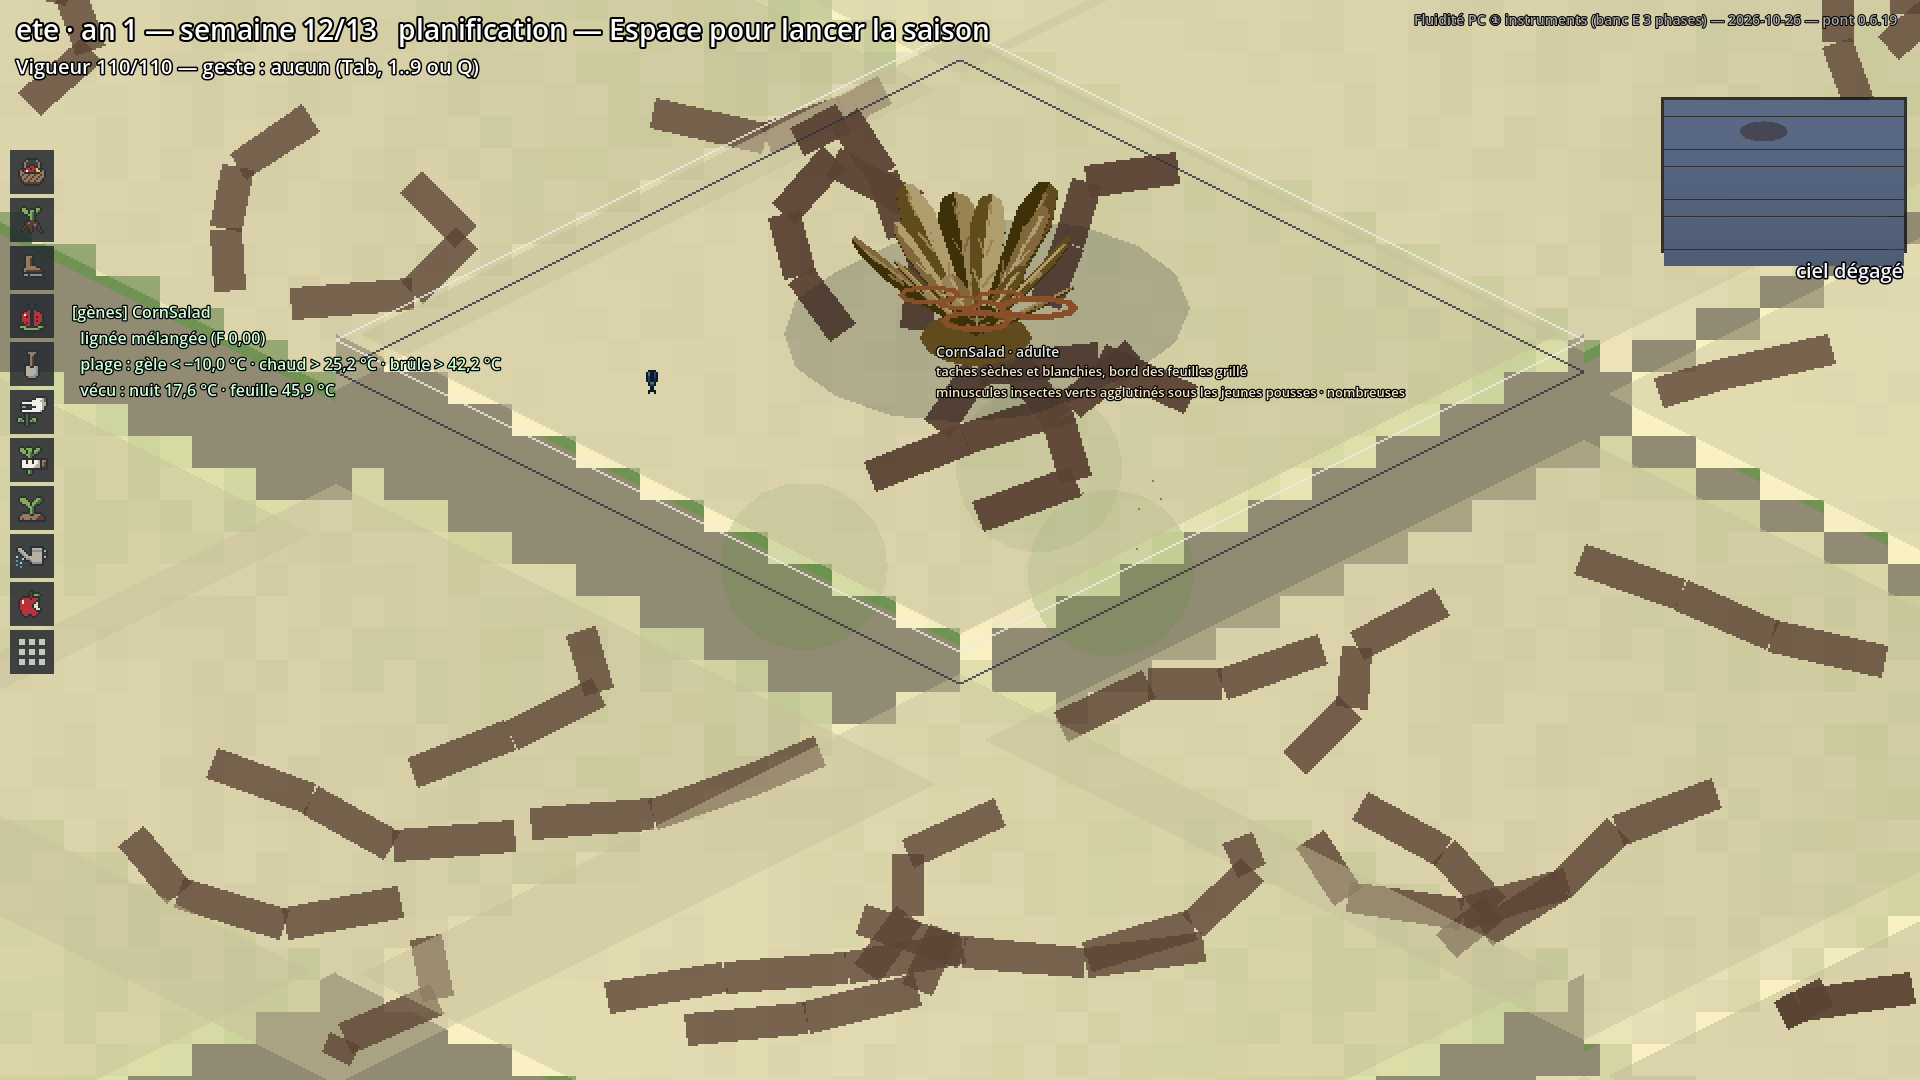 ete · an 1 — semaine 12/13 planification — Espace pour lancer la saison
Fluidité PC ① instruments (banc E 3 phases) — 2026-10-26 — pont 0.6.19
Vigueur 110/110 — geste : aucun (Tab, 1..9 ou Q)
ciel dégagé
[gènes] CornSalad
lignée mélangée (F 0,00)
plage : gèle < −10,0 °C · chaud > 25,2 °C · brûle > 42,2 °C
vécu : nuit 17,6 °C · feuille 45,9 °C
CornSalad · adulte
taches sèches et blanchies, bord des feuilles grillé
minuscules insectes verts agglutinés sous les jeunes pousses · nombreuses